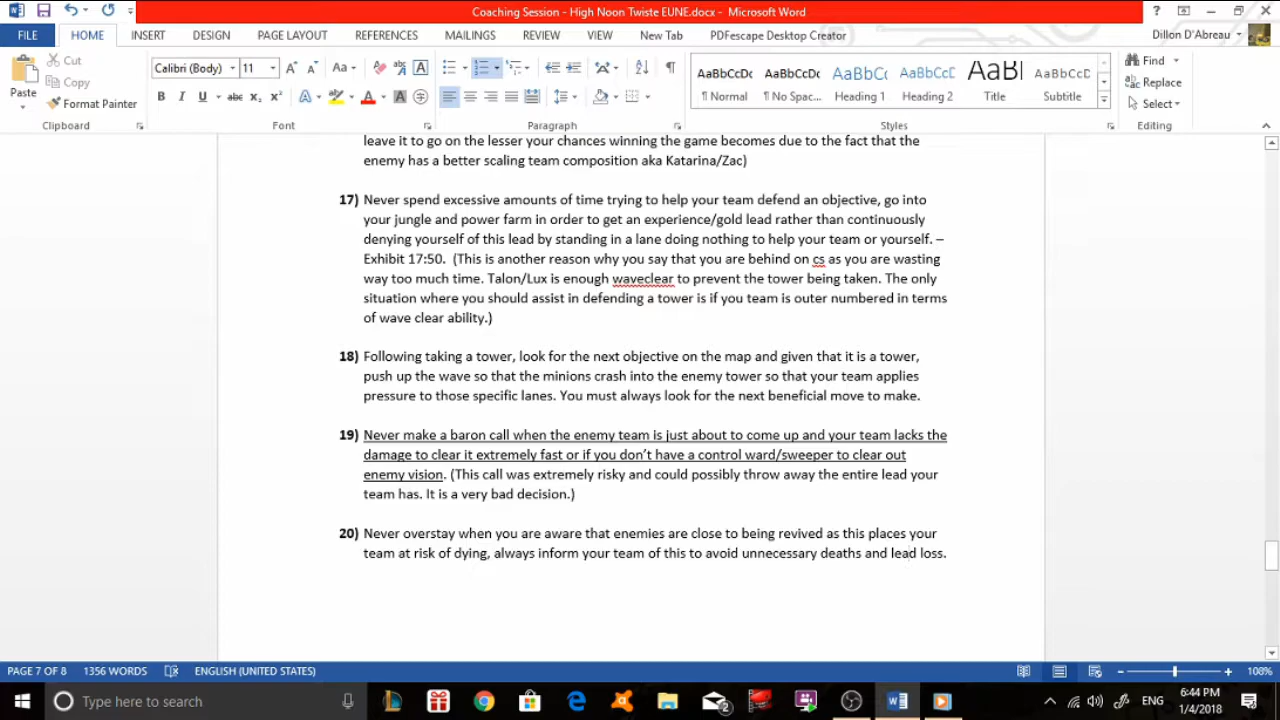 Coaching Session - High Noon Twiste EUNE.docx - Microsoft Word
FILE HOME INSERT DESIGN PAGE LAYOUT REFERENCES MAILINGS REVIEW VIEW New Tab PDFescape Desktop Creator Dillon D'Abreau
Cut
Copy
Format Painter
Paste
Calibri (Body) 11
Find
Replace
Select
AaBbCcDc AaBbCcDc AaBbCc AaBbCcD AaBl AaBbCcD
¶ Normal ¶ No Spac... Heading 1 Heading 2 Title Subtitle
Clipboard Font Paragraph Styles Editing
leave it to go on the lesser your chances winning the game becomes due to the fact that the
enemy has a better scaling team composition aka Katarina/Zac)
17) Never spend excessive amounts of time trying to help your team defend an objective, go into
your jungle and power farm in order to get an experience/gold lead rather than continuously
denying yourself of this lead by standing in a lane doing nothing to help your team or yourself. –
Exhibit 17:50. (This is another reason why you say that you are behind on cs as you are wasting
way too much time. Talon/Lux is enough waveclear to prevent the tower being taken. The only
situation where you should assist in defending a tower is if you team is outer numbered in terms
of wave clear ability.)
18) Following taking a tower, look for the next objective on the map and given that it is a tower,
push up the wave so that the minions crash into the enemy tower so that your team applies
pressure to those specific lanes. You must always look for the next beneficial move to make.
19) Never make a baron call when the enemy team is just about to come up and your team lacks the
damage to clear it extremely fast or if you don't have a control ward/sweeper to clear out
enemy vision. (This call was extremely risky and could possibly throw away the entire lead your
team has. It is a very bad decision.)
20) Never overstay when you are aware that enemies are close to being revived as this places your
team at risk of dying, always inform your team of this to avoid unnecessary deaths and lead loss.
PAGE 7 OF 8 1356 WORDS ENGLISH (UNITED STATES) 108%
Type here to search
ENG
6:44 PM
1/4/2018